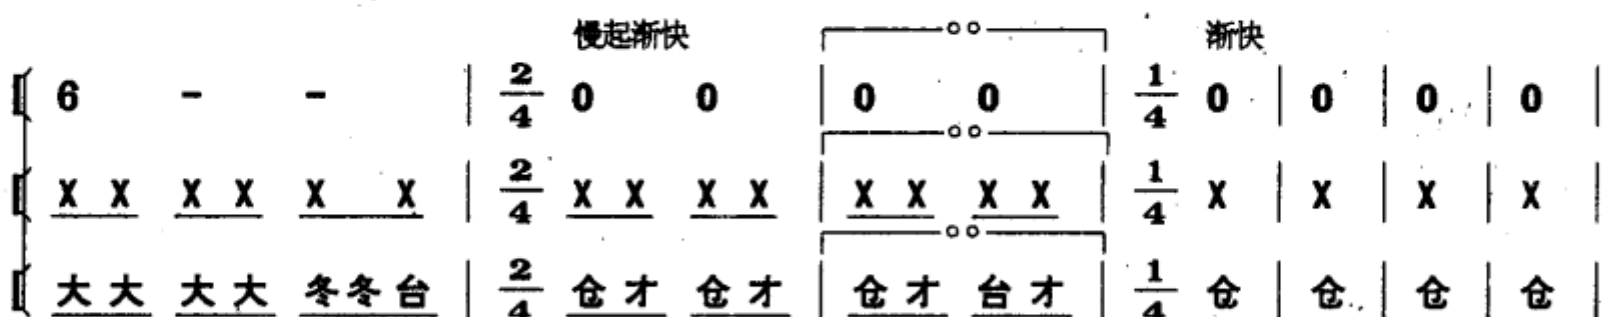 慢起渐快 渐快
6 - - | 2/4 0 0 | 0 0 | 1/4 0 | 0 | 0 | 0 |
X X X X X X | 2/4 X X X X | X X X X | 1/4 X | X | X | X |
大大 大大 冬冬台 | 2/4 仓才 仓才 | 仓才 台才 | 1/4 仓 | 仓 | 仓 | 仓 |